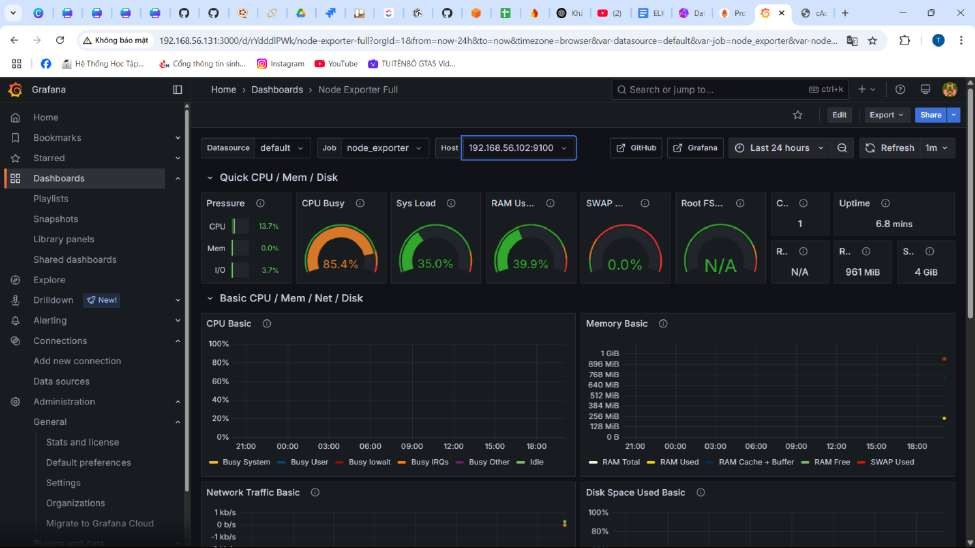 (2)
ELK
Pro
cAd
Không bảo mật
192.168.56.131:3000/d/rYdddlPWk/node-exporter-full?orgId=1&from=now-24h&to=now&timezone=browser&var-datasource=default&var-job=node_exporter&var-node...
Hệ Thống Học Tập...
Cổng thông tin sinh...
Instagram
YouTube
TUITÊNBÔ GTA5 Vid...
Grafana
Home > Dashboards > Node Exporter Full
Search or jump to...
ctrl+k
Edit
Export
Share
Home
Bookmarks
Starred
Dashboards
Playlists
Snapshots
Library panels
Shared dashboards
Explore
Drilldown New!
Alerting
Connections
Add new connection
Data sources
Administration
General
Stats and license
Default preferences
Settings
Organizations
Migrate to Grafana Cloud
Datasource default Job node_exporter Host 192.168.56.102:9100 GitHub Grafana Last 24 hours Refresh 1m
Quick CPU / Mem / Disk
Pressure
CPU 13.7%
Mem 0.0%
I/O 3.7%
CPU Busy
85.4%
Sys Load
35.0%
RAM Us...
39.9%
SWAP ...
0.0%
Root FS...
N/A
C...
1
Uptime
6.8 mins
R...
N/A
R...
961 MiB
S...
4 GiB
Basic CPU / Mem / Net / Disk
CPU Basic
100%
80%
60%
40%
20%
0%
21:00 00:00 03:00 06:00 09:00 12:00 15:00 18:00
Busy System Busy User Busy Iowait Busy IRQs Busy Other Idle
Memory Basic
1 GiB
896 MiB
768 MiB
640 MiB
512 MiB
384 MiB
256 MiB
128 MiB
0 B
21:00 00:00 03:00 06:00 09:00 12:00 15:00 18:00
RAM Total RAM Used RAM Cache + Buffer RAM Free SWAP Used
Network Traffic Basic
1 kb/s
0 b/s
-1 kb/s
Disk Space Used Basic
100%
80%